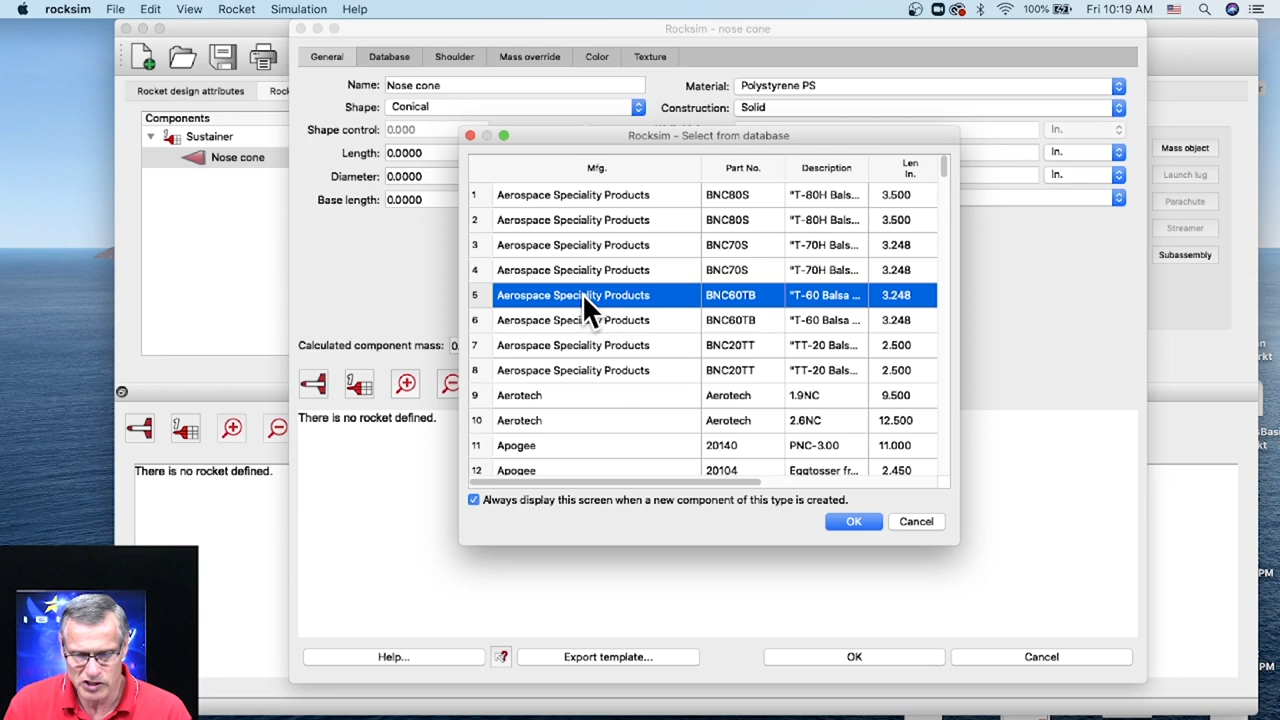 rocksim File Edit View Rocket Simulation Help 100% Fri 10:19 AM
Rocksim - nose cone
General Database Shoulder Mass override Color Texture
Rocket design attributes
Components
Sustainer
Nose cone
Name: Nose cone
Shape: Conical
Shape control: 0.000
Length: 0.0000
Diameter: 0.0000
Base length: 0.0000
Material: Polystyrene PS
Construction: Solid
In.
In.
In.
Mass object
Launch lug
Parachute
Streamer
Subassembly
Rocksim - Select from database
Mfg. Part No. Description Len In.
1 Aerospace Speciality Products BNC80S "T-80H Bals... 3.500
2 Aerospace Speciality Products BNC80S "T-80H Bals... 3.500
3 Aerospace Speciality Products BNC70S "T-70H Bals... 3.248
4 Aerospace Speciality Products BNC70S "T-70H Bals... 3.248
5 Aerospace Speciality Products BNC60TB "T-60 Balsa ... 3.248
6 Aerospace Speciality Products BNC60TB "T-60 Balsa ... 3.248
7 Aerospace Speciality Products BNC20TT "TT-20 Bals... 2.500
8 Aerospace Speciality Products BNC20TT "TT-20 Bals... 2.500
9 Aerotech Aerotech 1.9NC 9.500
10 Aerotech Aerotech 2.6NC 12.500
11 Apogee 20140 PNC-3.00 11.000
12 Apogee 20104 Eggtosser fr... 2.450
Always display this screen when a new component of this type is created.
OK Cancel
Calculated component mass:
There is no rocket defined.
There is no rocket defined.
Help... Export template... OK Cancel
PM
PM